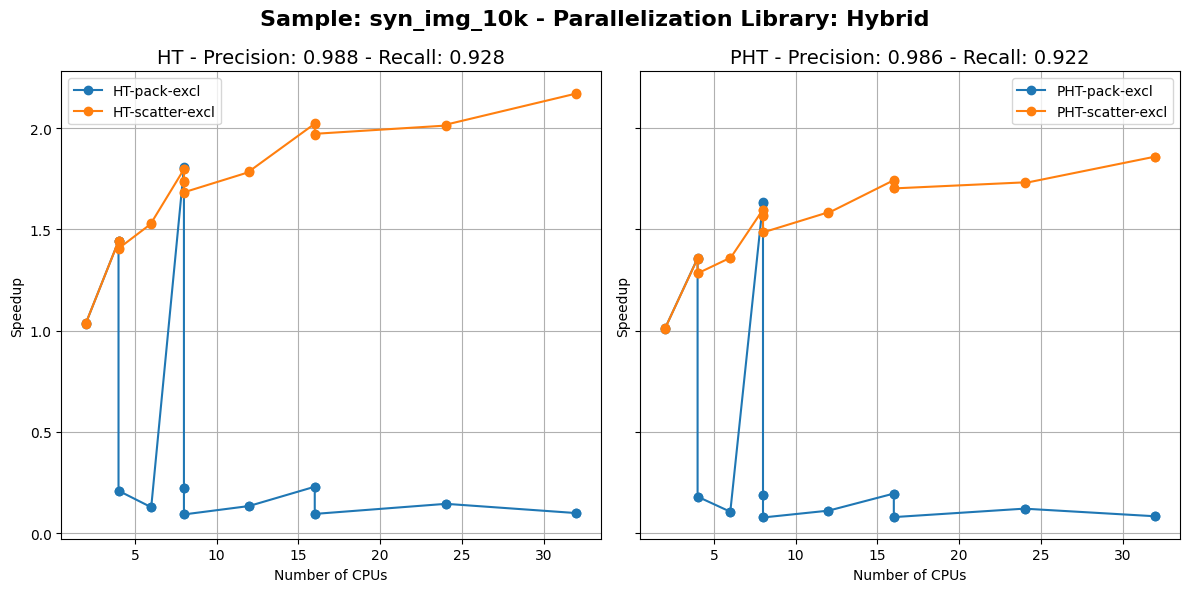 Sample: syn_img_10k - Parallelization Library: Hybrid
HT - Precision: 0.988 - Recall: 0.928
HT-pack-excl
HT-scatter-excl
2.0
1.5
1.0
0.5
0.0
Speedup
5 10 15 20 25 30
Number of CPUs
PHT - Precision: 0.986 - Recall: 0.922
PHT-pack-excl
PHT-scatter-excl
Speedup
5 10 15 20 25 30
Number of CPUs